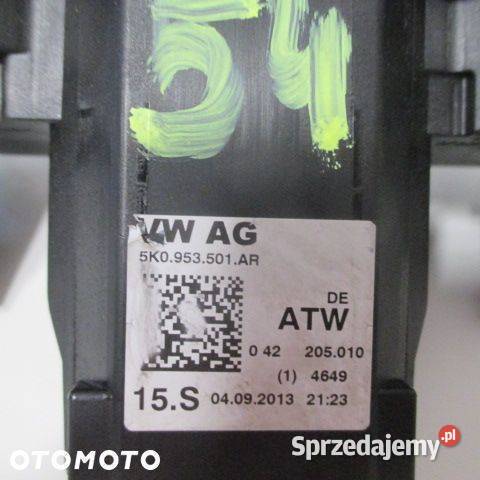 54
VW AG
5K0.953.501.AR
DE
ATW
0 42 205.010
(1) 4649
15.S 04.09.2013 21:23
OTOMOTO
Sprzedajemy.pl